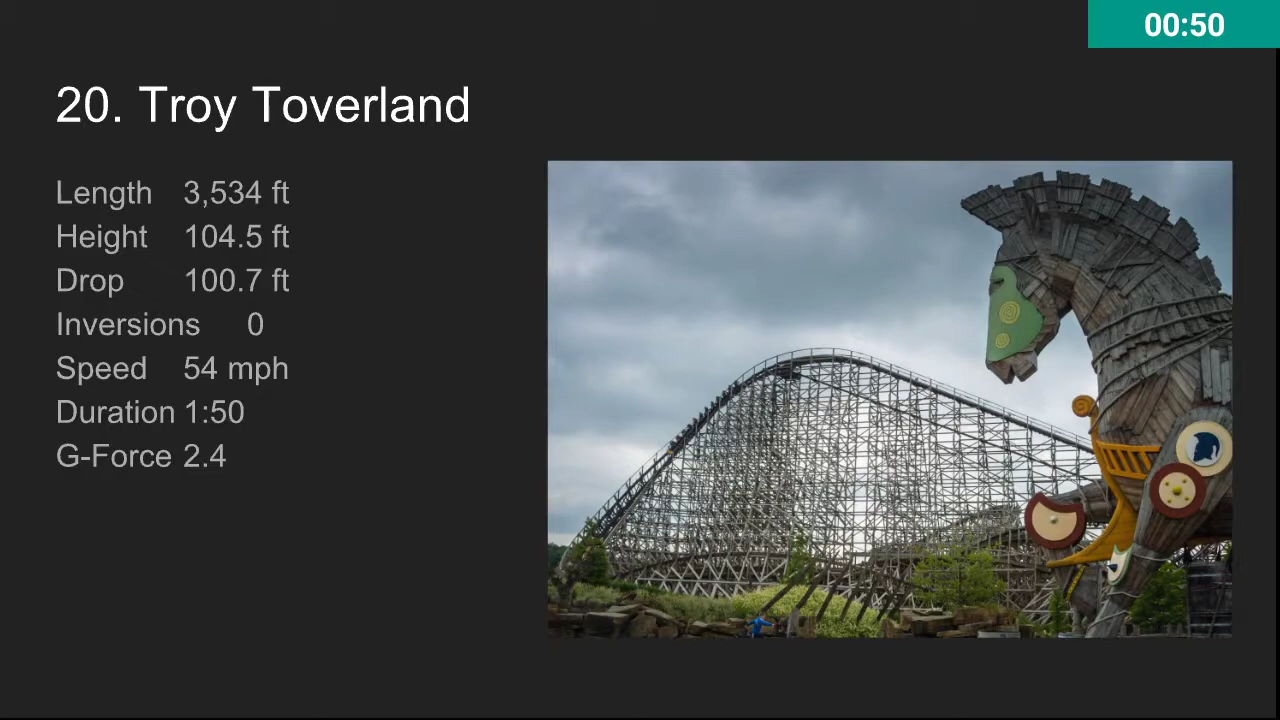 00:50
20. Troy Toverland
Length 3,534 ft
Height 104.5 ft
Drop 100.7 ft
Inversions 0
Speed 54 mph
Duration 1:50
G-Force 2.4